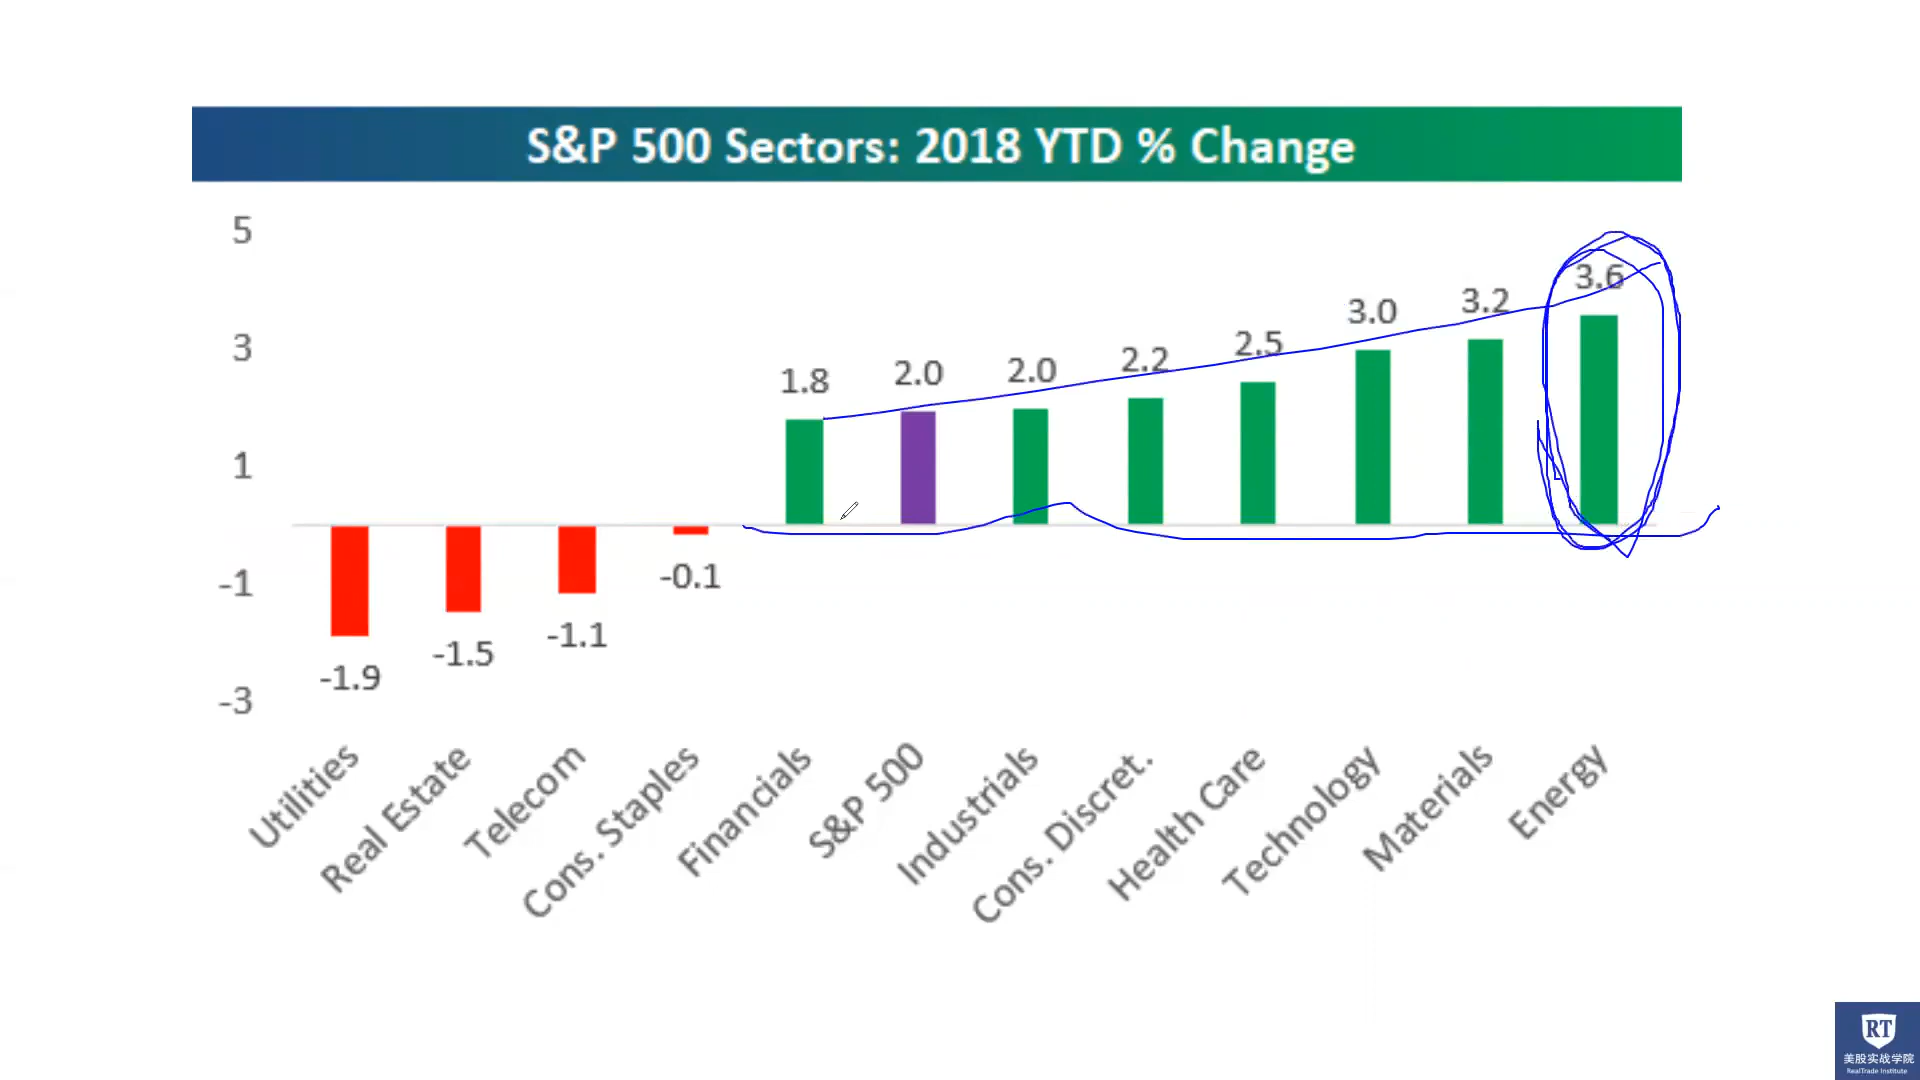 S&P 500 Sectors: 2018 YTD % Change
5
3
1
-1
-3
-1.9
-1.5
-1.1
-0.1
1.8
2.0
2.0
2.2
2.5
3.0
3.2
3.6
Utilities
Real Estate
Telecom
Cons. Staples
Financials
S&P 500
Industrials
Cons. Discret.
Health Care
Technology
Materials
Energy
RT
美股实战学院
RealTrade Institute